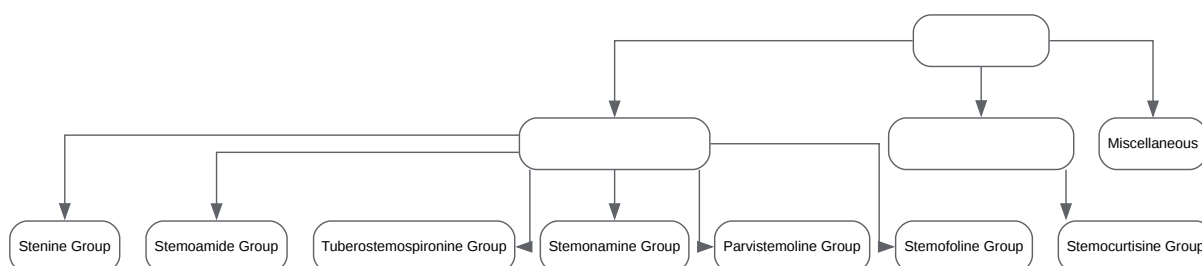 Miscellaneous
Stenine Group
Stemoamide Group
Tuberostemospironine Group
Stemonamine Group
Parvistemoline Group
Stemofoline Group
Stemocurtisine Group